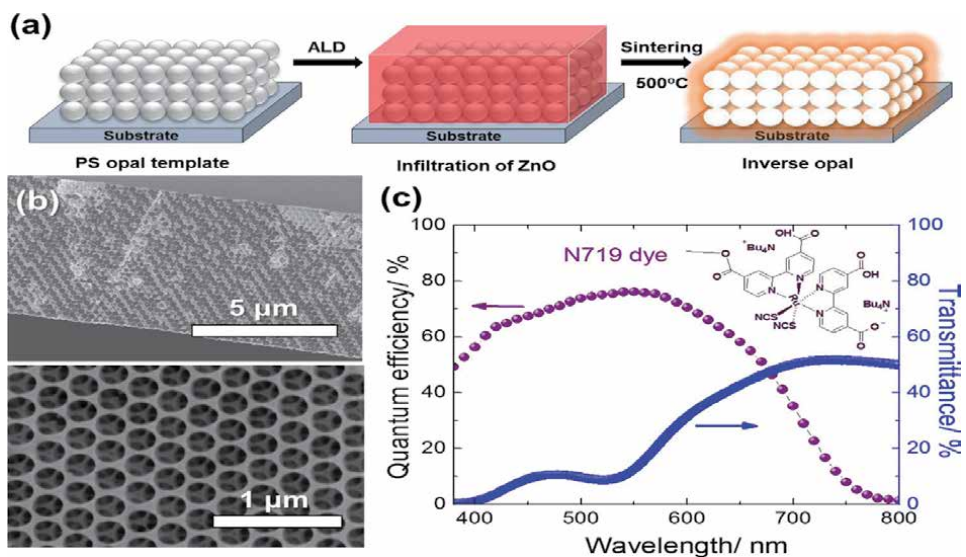 (a)
ALD
Sintering
500°C
Substrate
Substrate
Substrate
PS opal template
Infiltration of ZnO
Inverse opal
(b)
5 μm
1 μm
(c)
N719 dye
100
80
60
40
20
0
Quantum efficiency/ %
400
500
600
700
800
Wavelength/ nm
100
80
60
40
20
0
Transmittance/ %
OH
O
O
O
+Bu₄N
N
N
N
N
NCS
NCS
O
OH
Bu₄N
O⁻
O